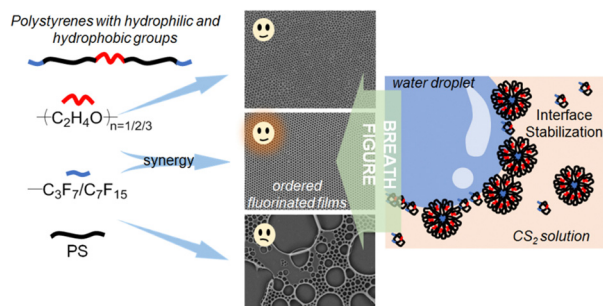 Polystyrenes with hydrophilic and
hydrophobic groups
(C2H4O)n=1/2/3
synergy
C3F7/C7F15
PS
ordered
fluorinated films
BREATH
FIGURE
water droplet
Interface
Stabilization
CS2 solution